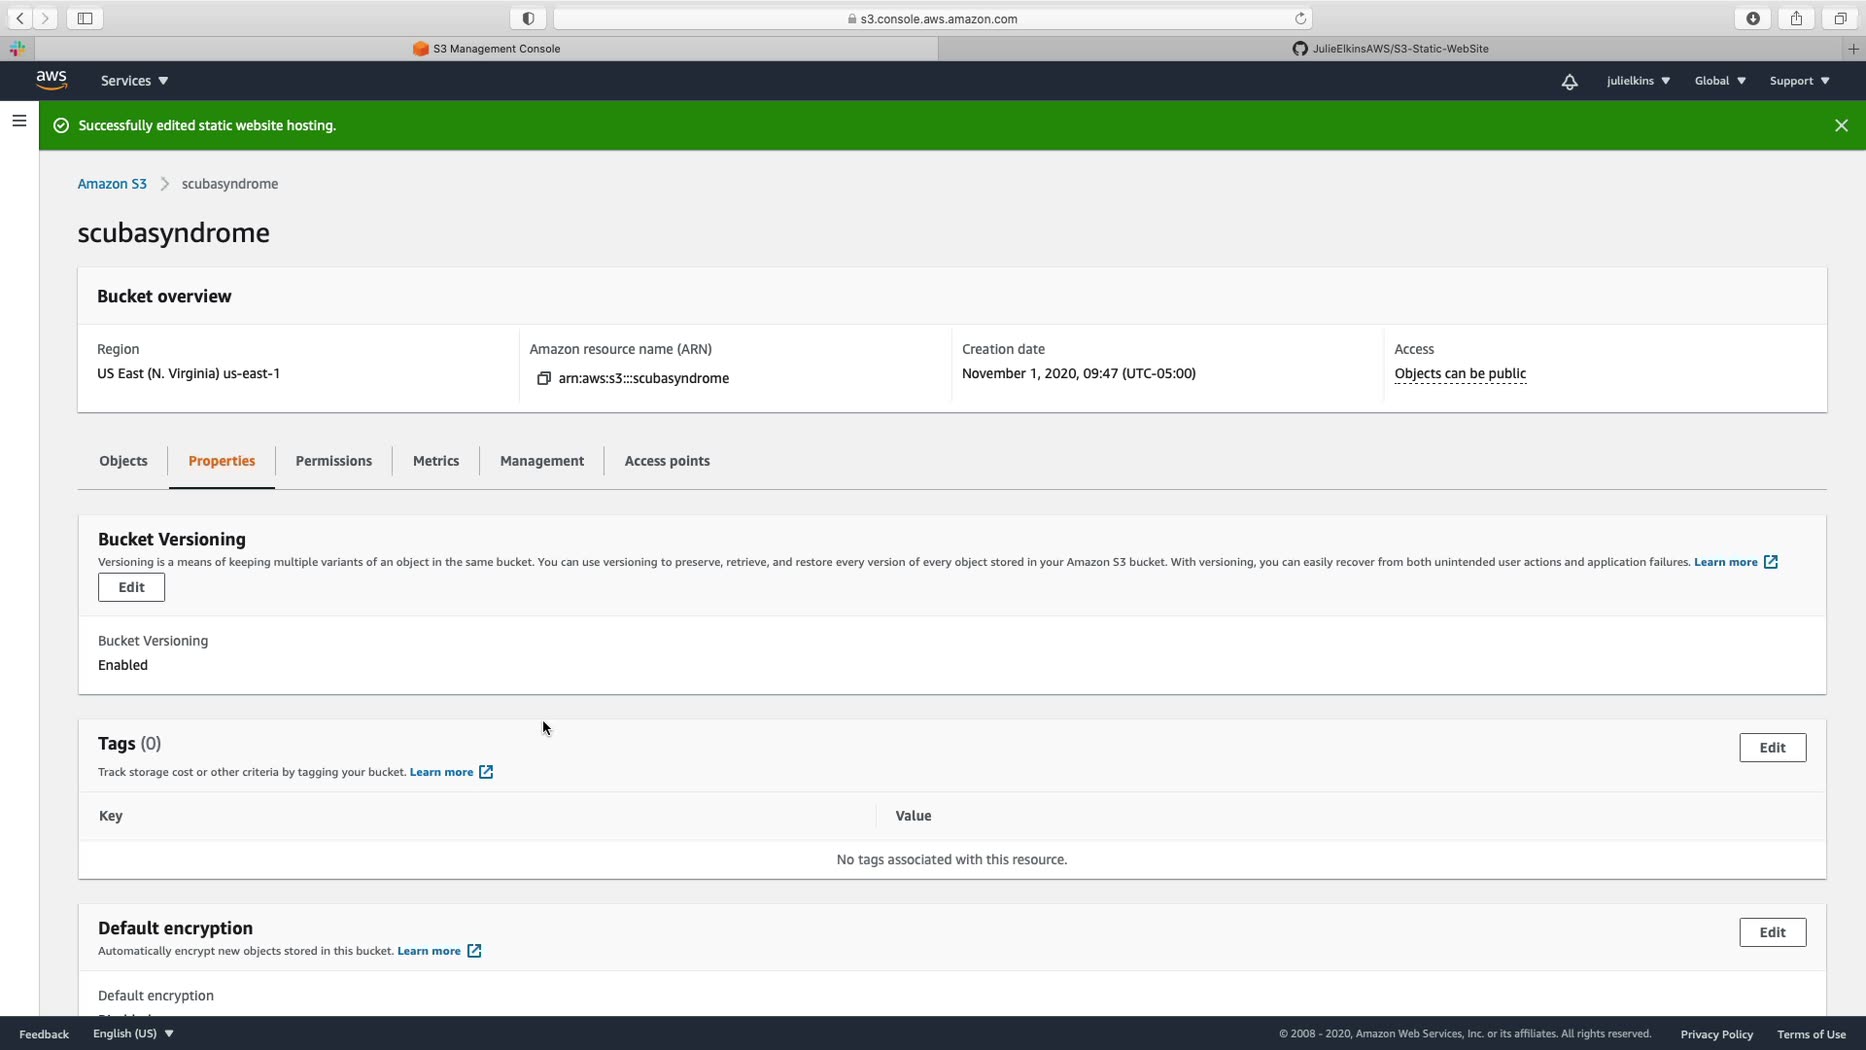 s3.console.aws.amazon.com
S3 Management Console
JulieElkinsAWS/S3-Static-WebSite
aws
Services
julielkins
Global
Support
Successfully edited static website hosting.
Amazon S3
scubasyndrome
scubasyndrome
Bucket overview
Region
US East (N. Virginia) us-east-1
Amazon resource name (ARN)
arn:aws:s3:::scubasyndrome
Creation date
November 1, 2020, 09:47 (UTC-05:00)
Access
Objects can be public
Objects
Properties
Permissions
Metrics
Management
Access points
Bucket Versioning
Versioning is a means of keeping multiple variants of an object in the same bucket. You can use versioning to preserve, retrieve, and restore every version of every object stored in your Amazon S3 bucket. With versioning, you can easily recover from both unintended user actions and application failures. Learn more
Edit
Bucket Versioning
Enabled
Tags (0)
Edit
Track storage cost or other criteria by tagging your bucket. Learn more
Key
Value
No tags associated with this resource.
Default encryption
Edit
Automatically encrypt new objects stored in this bucket. Learn more
Default encryption
Feedback
English (US)
© 2008 - 2020, Amazon Web Services, Inc. or its affiliates. All rights reserved.
Privacy Policy
Terms of Use